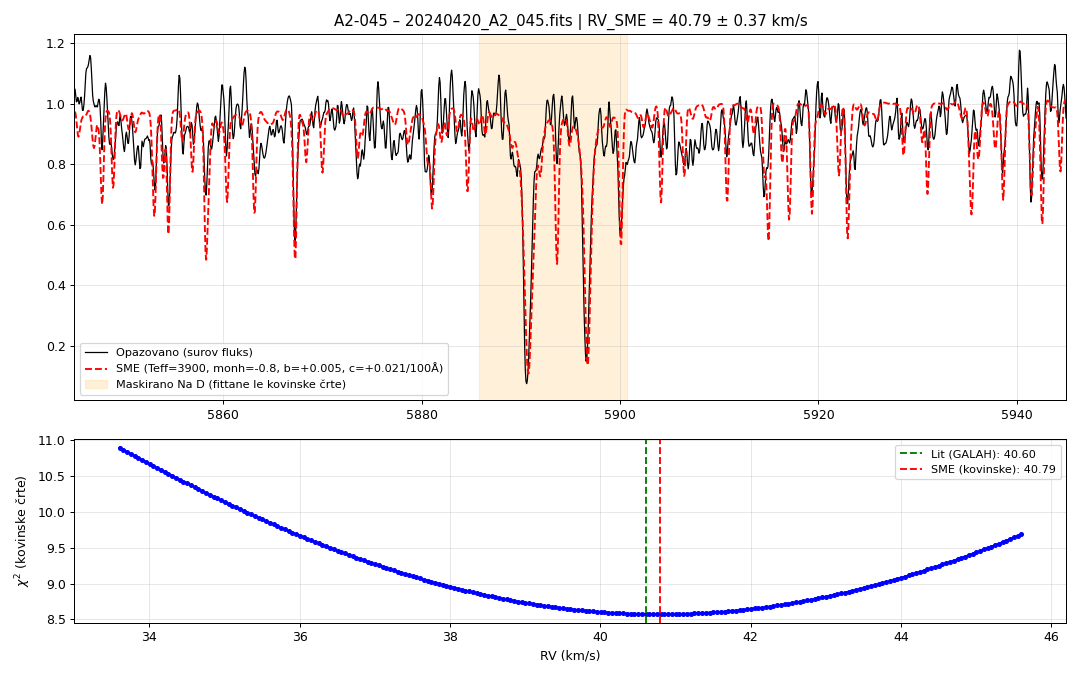 A2-045 – 20240420_A2_045.fits | RV_SME = 40.79 ± 0.37 km/s
1.2
1.0
0.8
0.6
0.4
0.2
Opazovano (surov fluks)
SME (Teff=3900, monh=-0.8, b=+0.005, c=+0.021/100Å)
Maskirano Na D (fittane le kovinske črte)
5860 5880 5900 5920 5940
11.0
10.5
10.0
9.5
9.0
8.5
χ² (kovinske črte)
Lit (GALAH): 40.60
SME (kovinske): 40.79
34 36 38 40 42 44 46
RV (km/s)